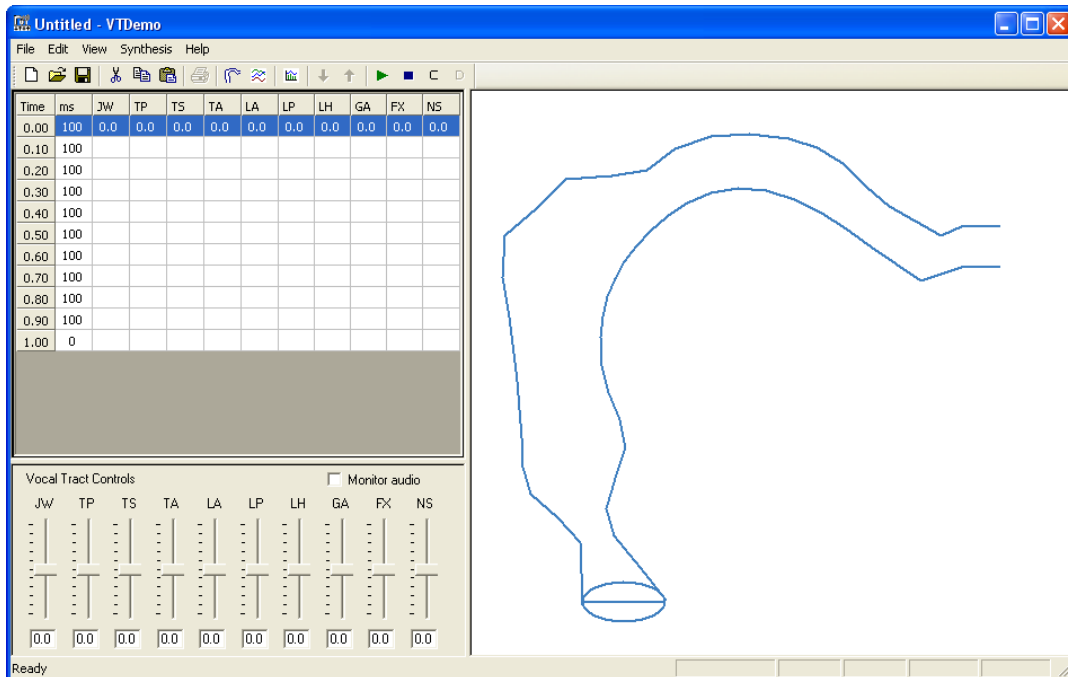 Untitled - VTDemo
File Edit View Synthesis Help
C D
Time ms JW TP TS TA LA LP LH GA FX NS
0.00 100 0.0 0.0 0.0 0.0 0.0 0.0 0.0 0.0 0.0 0.0
0.10 100
0.20 100
0.30 100
0.40 100
0.50 100
0.60 100
0.70 100
0.80 100
0.90 100
1.00 0
Vocal Tract Controls Monitor audio
JW TP TS TA LA LP LH GA FX NS
0.0 0.0 0.0 0.0 0.0 0.0 0.0 0.0 0.0 0.0
Ready